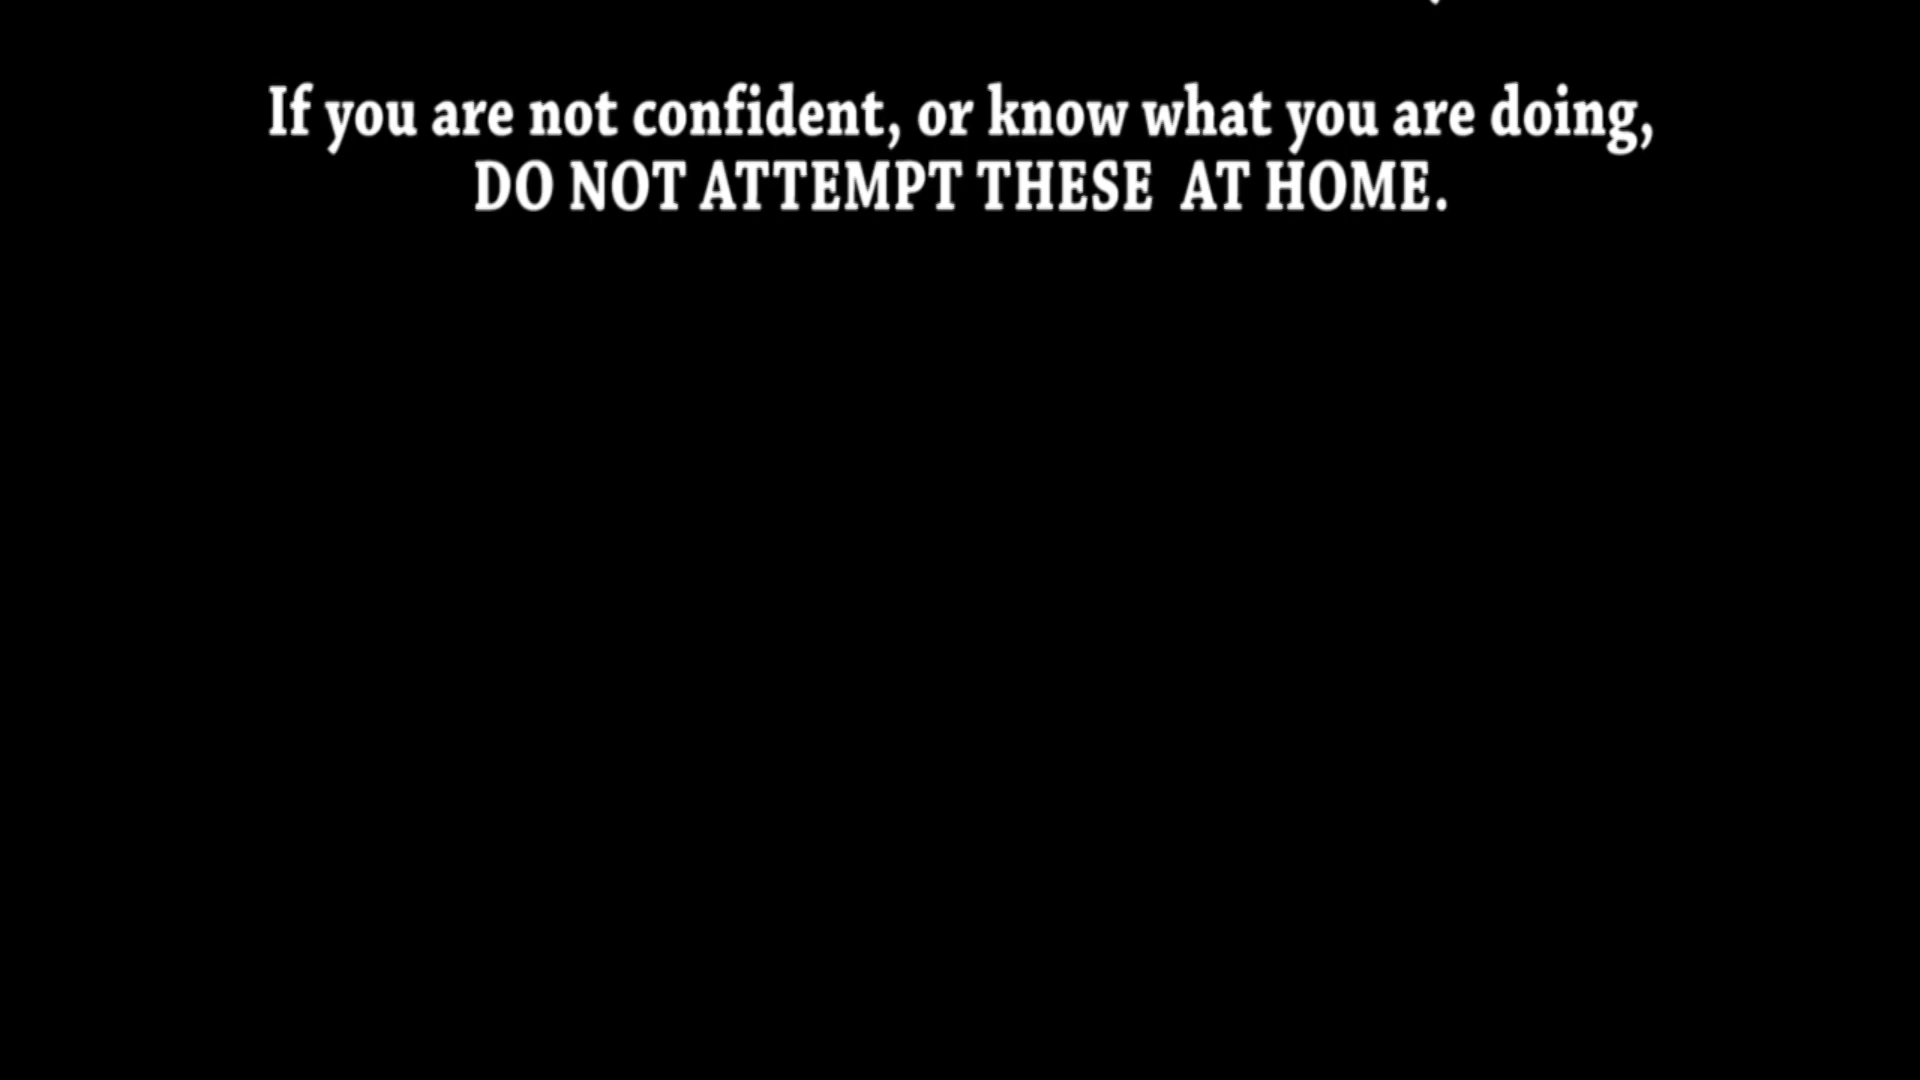 If you are not confident, or know what you are doing,
DO NOT ATTEMPT THESE  AT HOME.